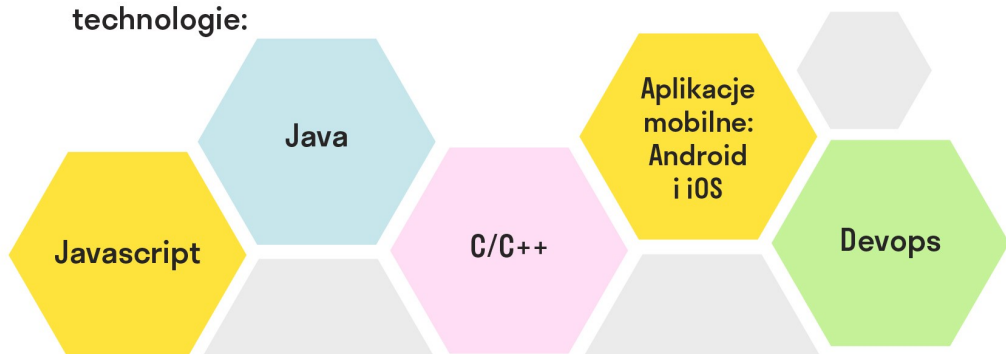 technologie:
Javascript
Java
C/C++
Aplikacje
mobilne:
Android
i iOS
Devops